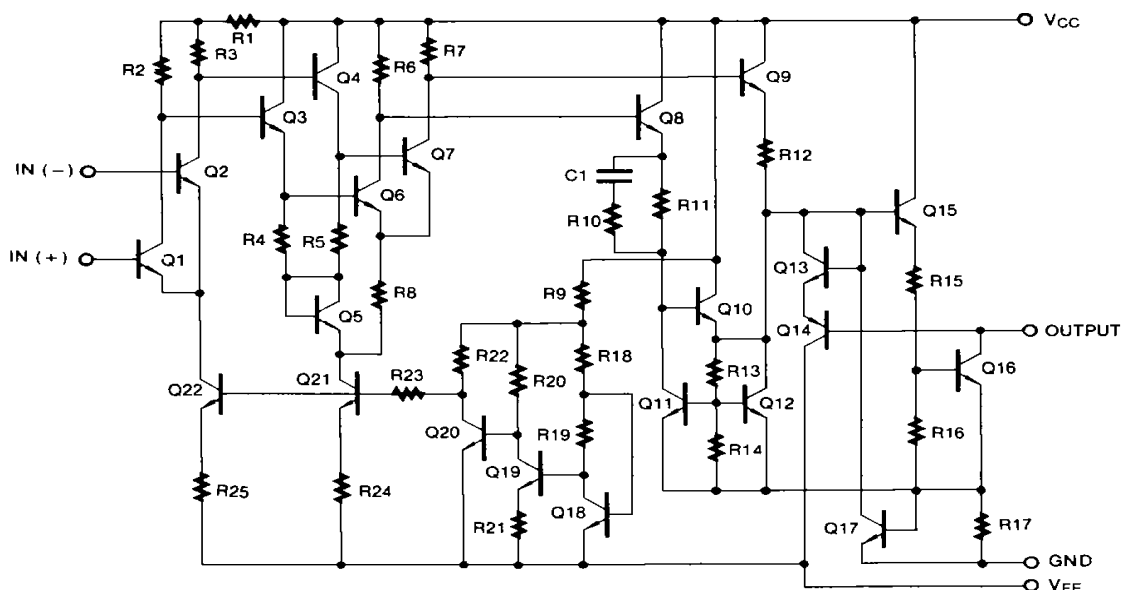 VCC
R1
R2
R3
Q4
R6
R7
Q9
Q3
Q8
IN (−)
Q2
Q7
C1
R12
Q6
R10
R11
Q15
R4
R5
IN (+)
Q1
Q13
R9
R8
R15
Q5
Q10
Q14
OUTPUT
R22
R18
Q21
R23
R20
R13
Q16
Q22
Q11
Q12
Q20
R19
R14
R16
Q19
R25
R24
Q18
R21
Q17
R17
GND
VEE